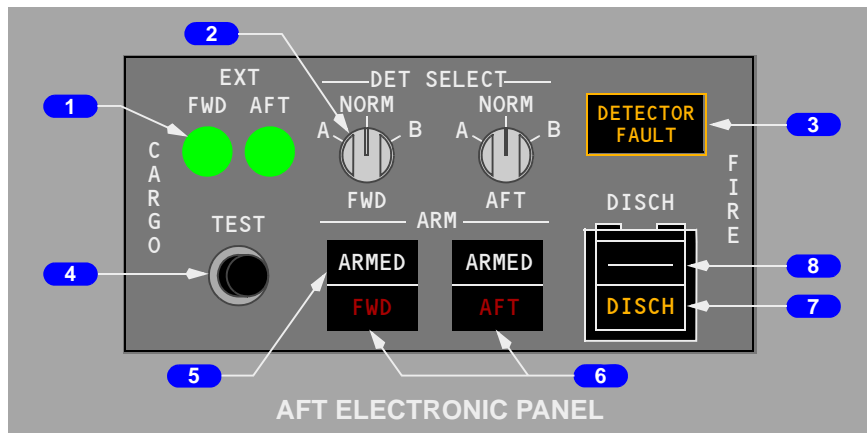 2
EXT
DET SELECT
FWD AFT
NORM
NORM
1
A
B
A
B
DETECTOR
FAULT
3
CARGO
FWD
AFT
FIRE
TEST
ARM
DISCH
4
ARMED
ARMED
8
FWD
AFT
DISCH
7
5
6
AFT ELECTRONIC PANEL